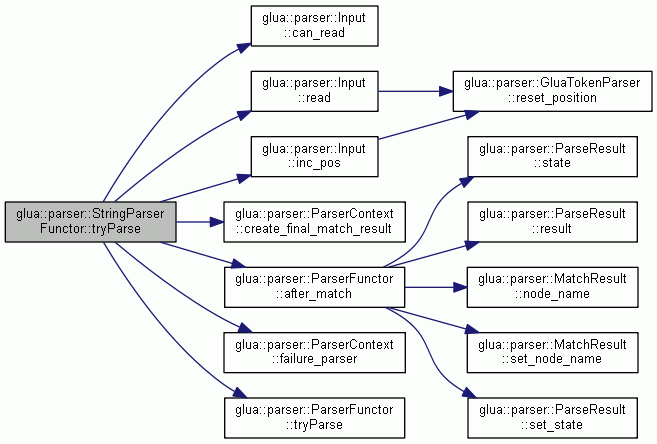 glua::parser::StringParser
Functor::tryParse
glua::parser::Input
::can_read
glua::parser::Input
::read
glua::parser::Input
::inc_pos
glua::parser::ParserContext
::create_final_match_result
glua::parser::ParserFunctor
::after_match
glua::parser::ParserContext
::failure_parser
glua::parser::ParserFunctor
::tryParse
glua::parser::GluaTokenParser
::reset_position
glua::parser::ParseResult
::state
glua::parser::ParseResult
::result
glua::parser::MatchResult
::node_name
glua::parser::MatchResult
::set_node_name
glua::parser::ParseResult
::set_state